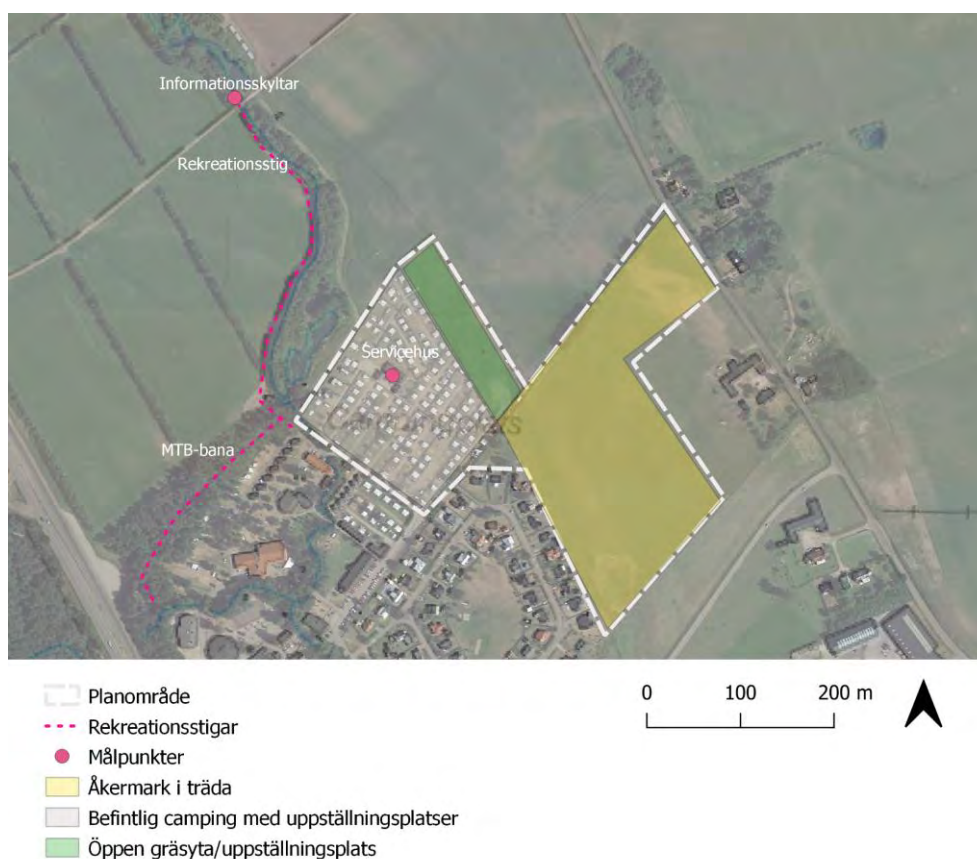 Informationsskyltar
Rekreationsstig
Servicehus
Campingplats
MTB-bana
Planområde
Rekreationsstigar
Målpunkter
Åkermark i träda
Befintlig camping med uppställningsplatser
Öppen gräsyta/uppställningsplats
0 100 200 m